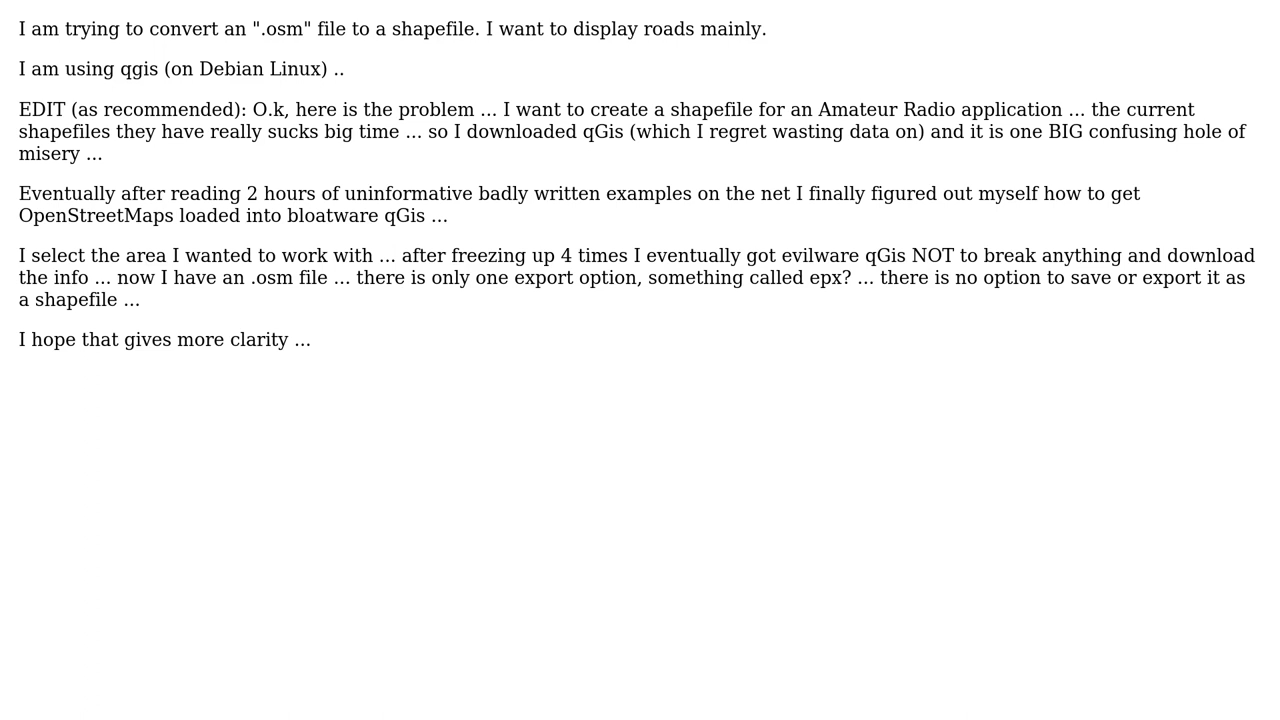 I am trying to convert an ".osm" file to a shapefile. I want to display roads mainly.
I am using qgis (on Debian Linux) ..
EDIT (as recommended): O.k, here is the problem ... I want to create a shapefile for an Amateur Radio application ... the current
shapefiles they have really sucks big time ... so I downloaded qGis (which I regret wasting data on) and it is one BIG confusing hole of
misery ...
Eventually after reading 2 hours of uninformative badly written examples on the net I finally figured out myself how to get
OpenStreetMaps loaded into bloatware qGis ...
I select the area I wanted to work with ... after freezing up 4 times I eventually got evilware qGis NOT to break anything and download
the info ... now I have an .osm file ... there is only one export option, something called epx? ... there is no option to save or export it as
a shapefile ...
I hope that gives more clarity ...